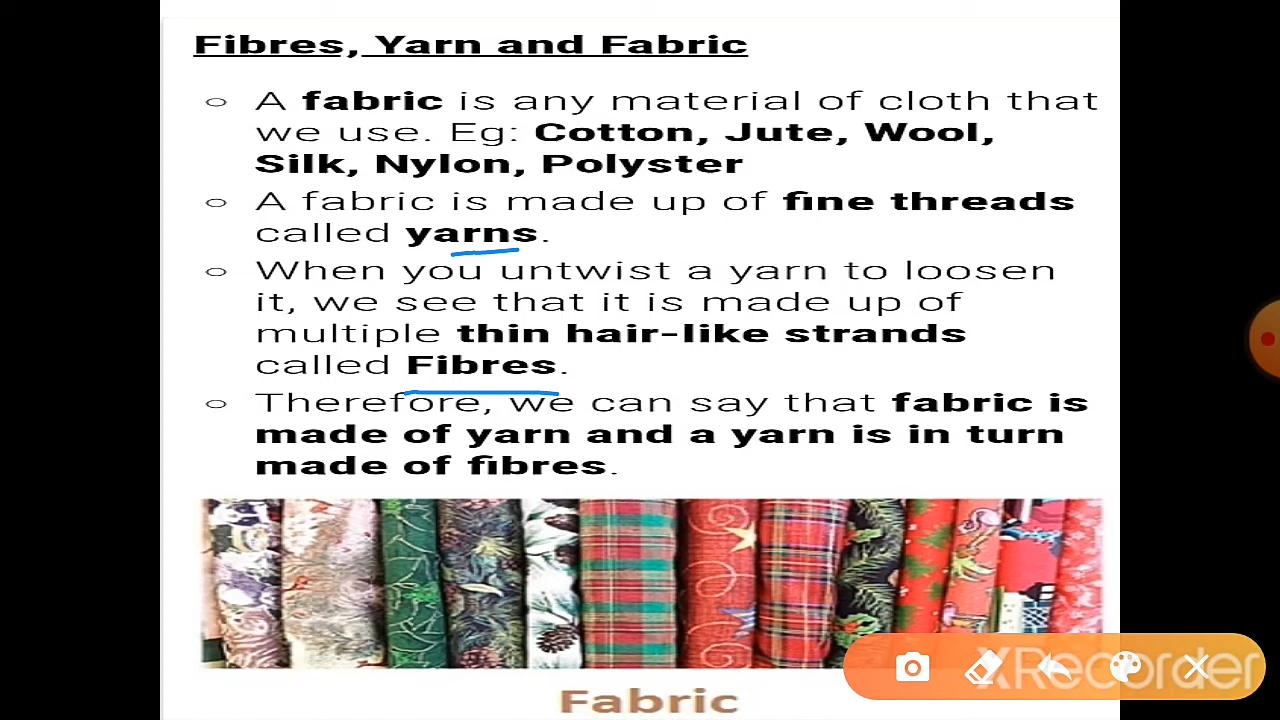 Fibres, Yarn and Fabric
A fabric is any material of cloth that
we use. Eg: Cotton, Jute, Wool,
Silk, Nylon, Polyster
A fabric is made up of fine threads
called yarns.
When you untwist a yarn to loosen
it, we see that it is made up of
multiple thin hair-like strands
called Fibres.
Therefore, we can say that fabric is
made of yarn and a yarn is in turn
made of fibres.
XRecorder
Fabric